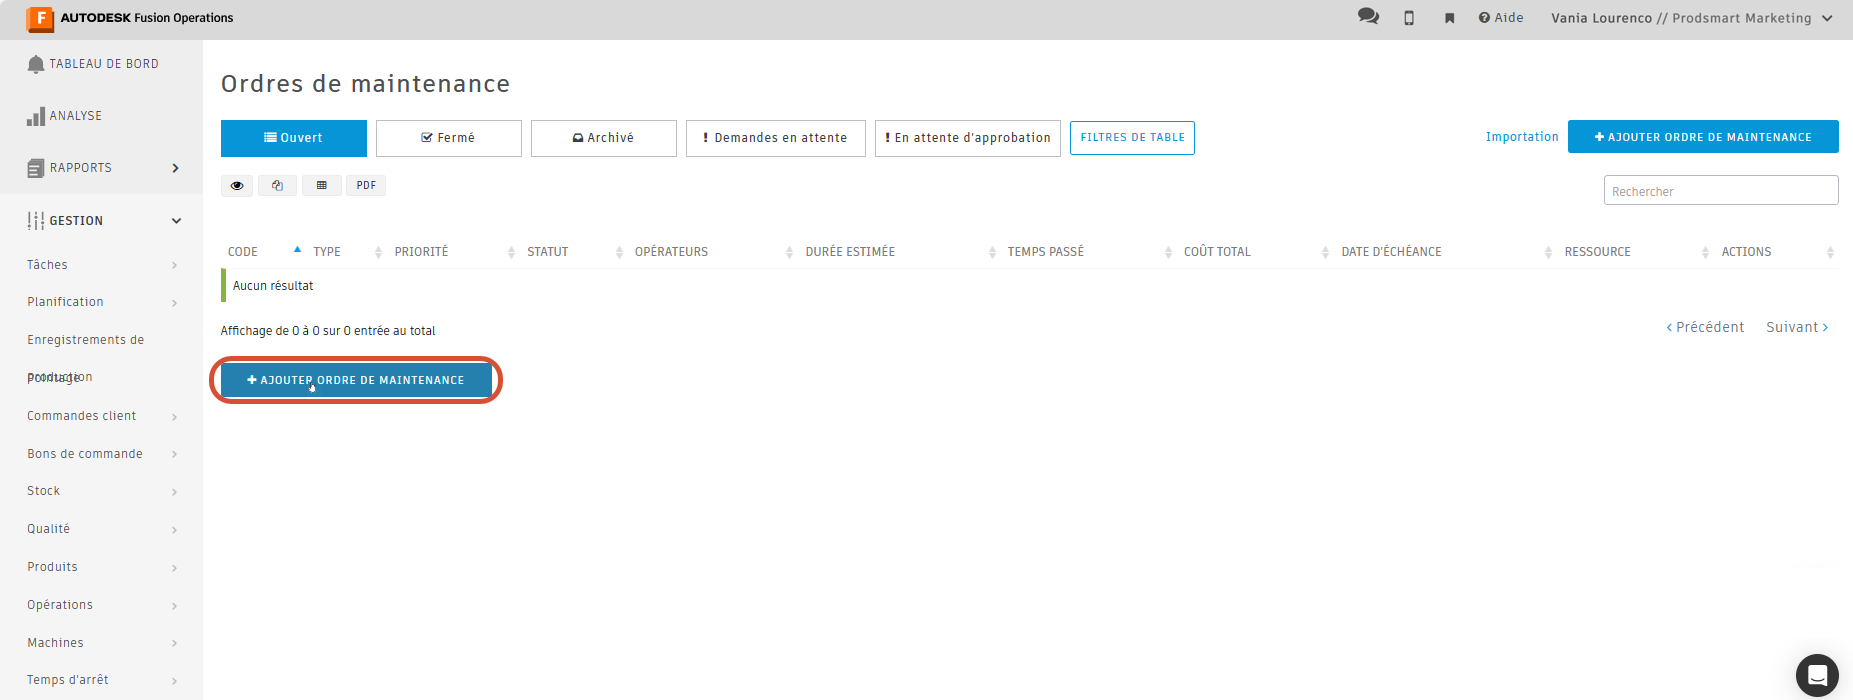 AUTODESK Fusion Operations
Aide
Vania Lourenco // Prodsmart Marketing
TABLEAU DE BORD
ANALYSE
RAPPORTS
GESTION
Tâches
Planification
Enregistrements de
production
Pointage
Commandes client
Bons de commande
Stock
Qualité
Produits
Opérations
Machines
Temps d'arrêt
Ordres de maintenance
Ouvert
Fermé
Archivé
! Demandes en attente
! En attente d'approbation
FILTRES DE TABLE
Importation
+ AJOUTER ORDRE DE MAINTENANCE
PDF
Rechercher
CODE TYPE PRIORITÉ STATUT OPÉRATEURS DURÉE ESTIMÉE TEMPS PASSÉ COÛT TOTAL DATE D'ÉCHÉANCE RESSOURCE ACTIONS
Aucun résultat
Affichage de 0 à 0 sur 0 entrée au total
‹ Précédent Suivant ›
+ AJOUTER ORDRE DE MAINTENANCE